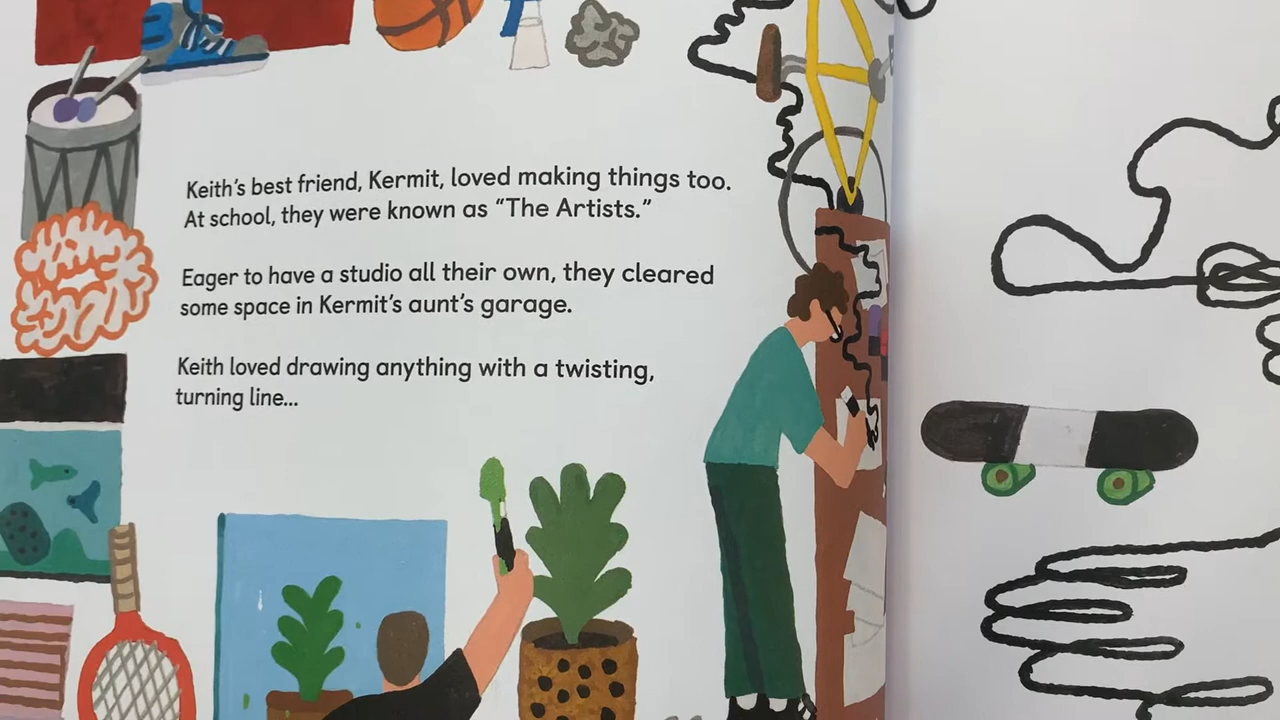 Keith's best friend, Kermit, loved making things too.
At school, they were known as “The Artists.”
Eager to have a studio all their own, they cleared
some space in Kermit's aunt's garage.
Keith loved drawing anything with a twisting,
turning line...